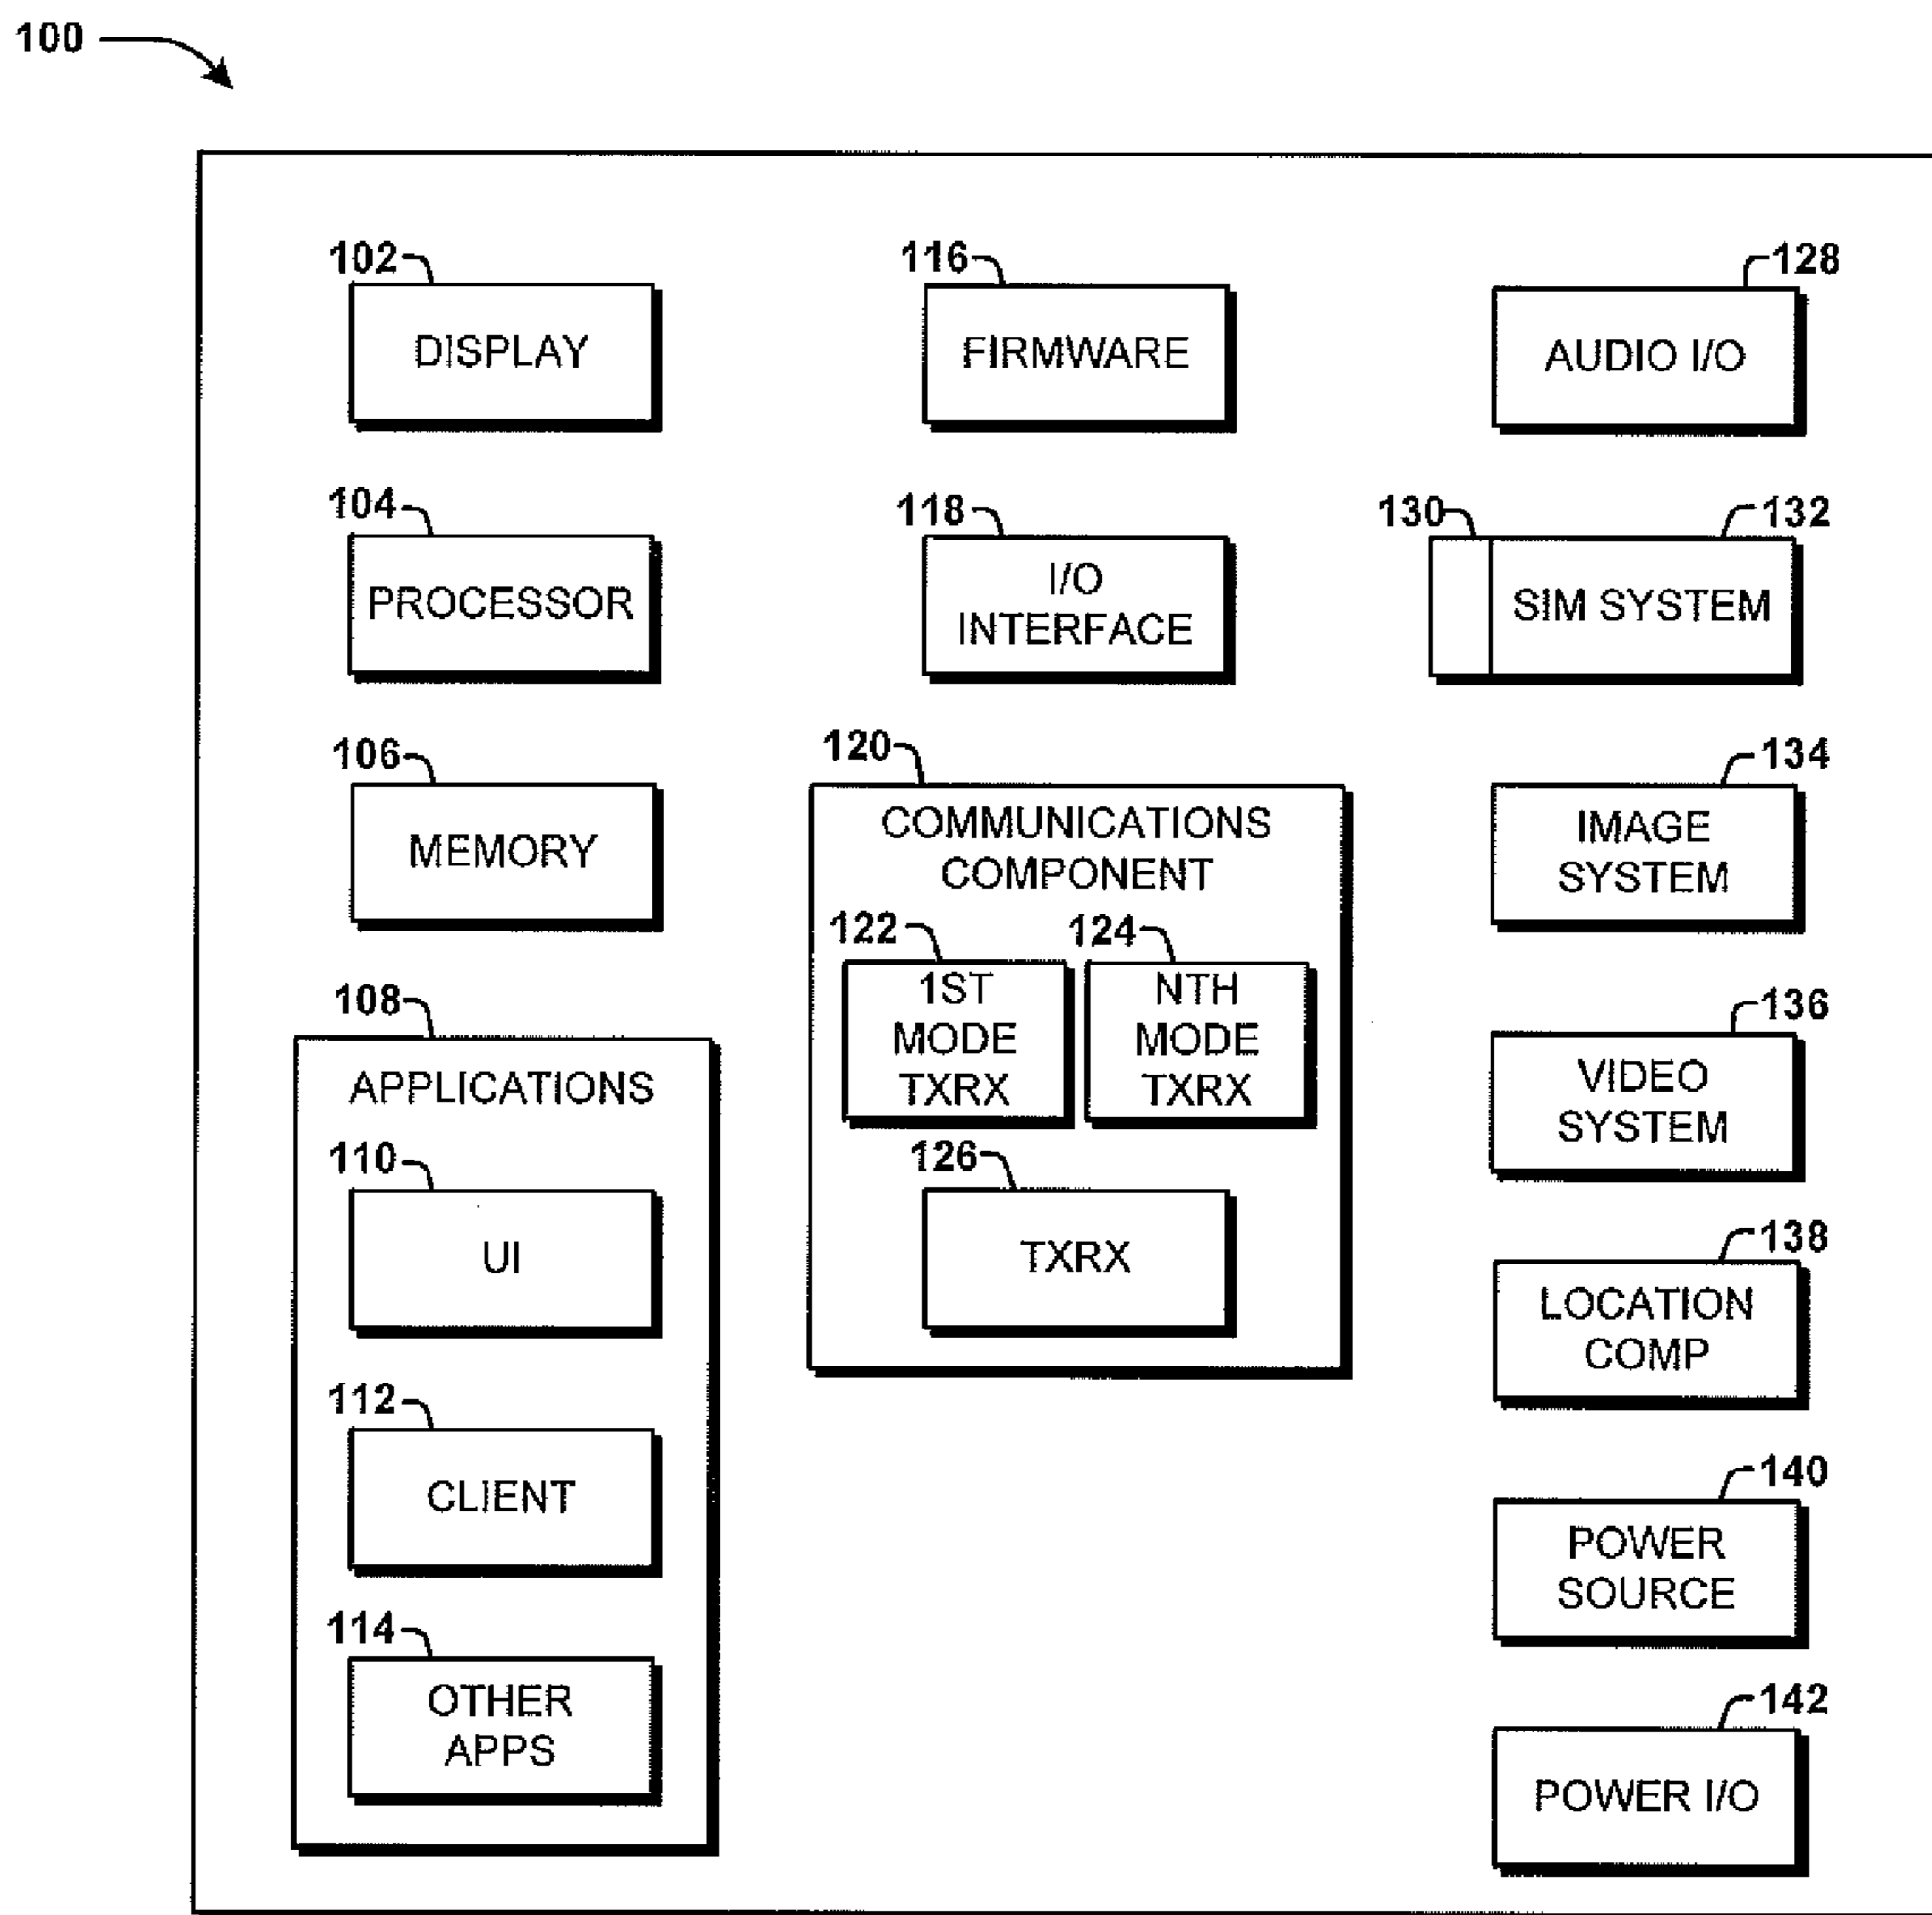 100
102
DISPLAY
104
PROCESSOR
106
MEMORY
108
APPLICATIONS
110
UI
112
CLIENT
114
OTHER
APPS
116
FIRMWARE
118
I/O
INTERFACE
120
COMMUNICATIONS
COMPONENT
122
1ST
MODE
TXRX
124
NTH
MODE
TXRX
126
TXRX
128
AUDIO I/O
130
132
SIM SYSTEM
134
IMAGE
SYSTEM
136
VIDEO
SYSTEM
138
LOCATION
COMP
140
POWER
SOURCE
142
POWER I/O